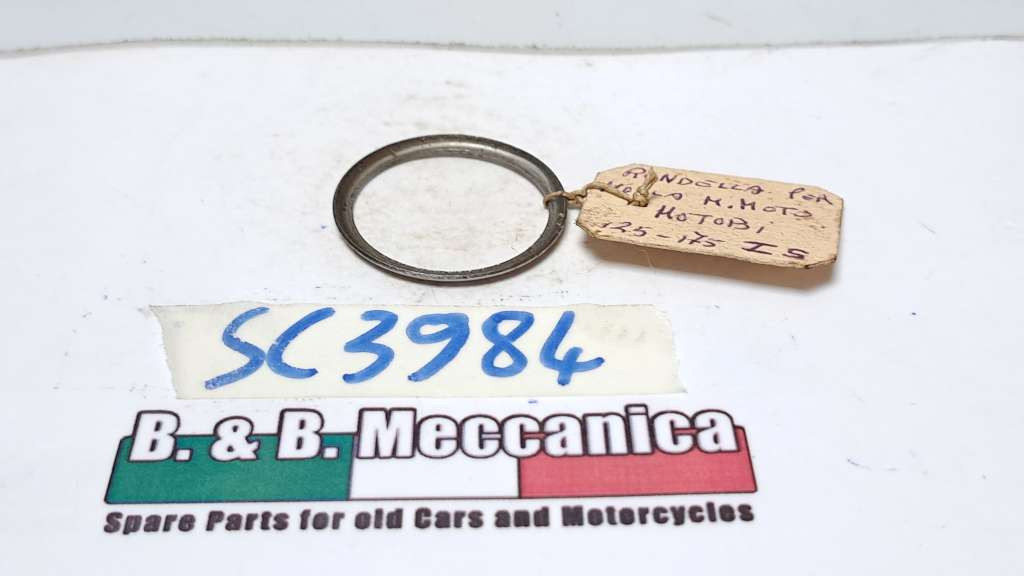 RONDELLA PER
MOLLA M. MOTO
MOTOBI
125-175 IS
SC3984
B. & B. Meccanica
Spare Parts for old Cars and Motorcycles